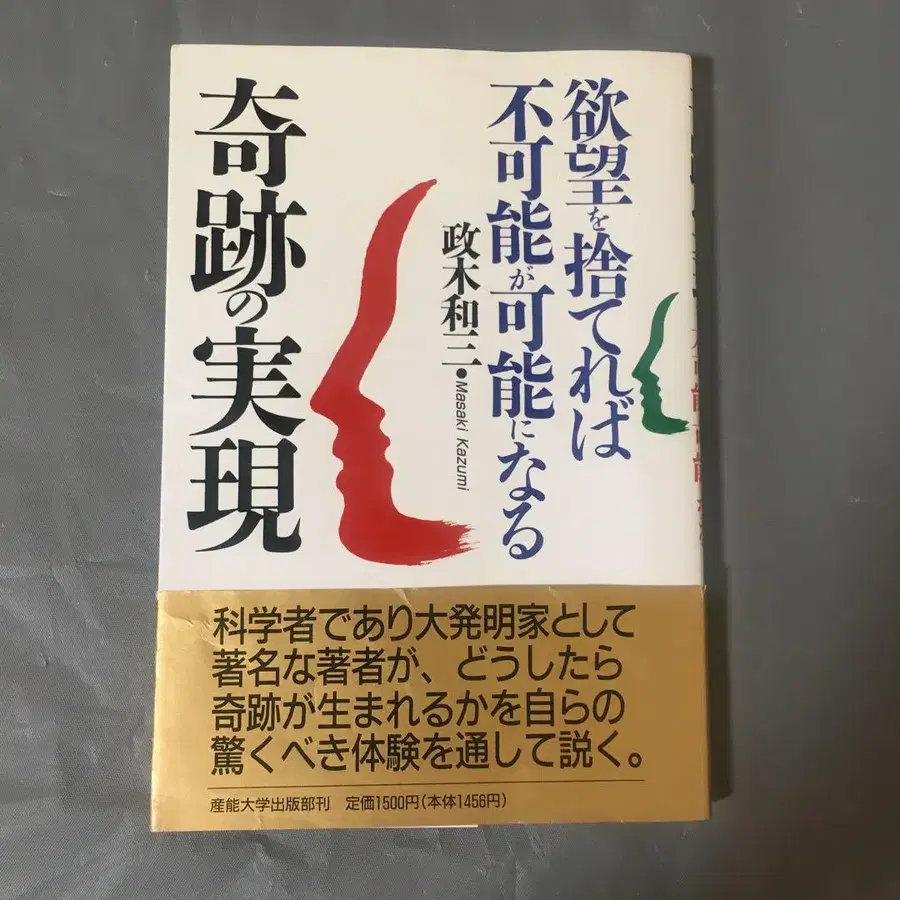 欲望を捨てれば
不可能が可能になる
政木和三●Masaki Kazumi
奇跡の実現
科学者であり大発明家として
著名な著者が、どうしたら
奇跡が生まれるかを自らの
驚くべき体験を通して説く。
産能大学出版部刊 定価1500円(本体1456円)